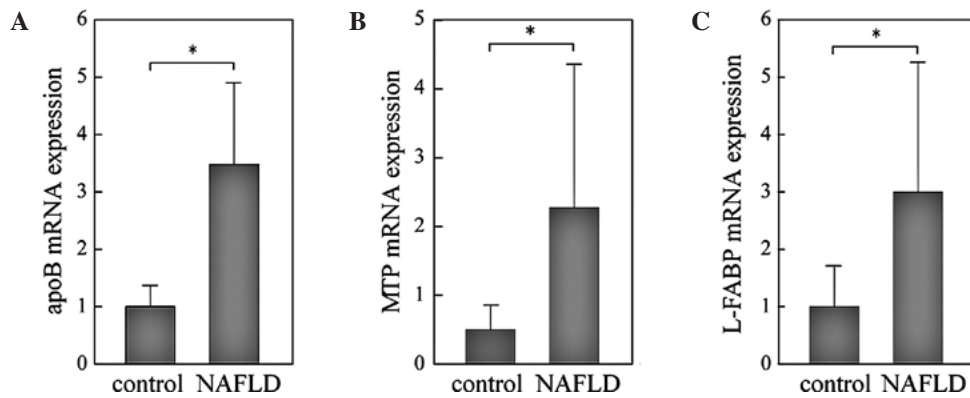 A
apoB mRNA expression
6
5
4
3
2
1
0
*
control NAFLD
B
MTP mRNA expression
5
4
3
2
1
0
*
control NAFLD
C
L-FABP mRNA expression
6
5
4
3
2
1
0
*
control NAFLD